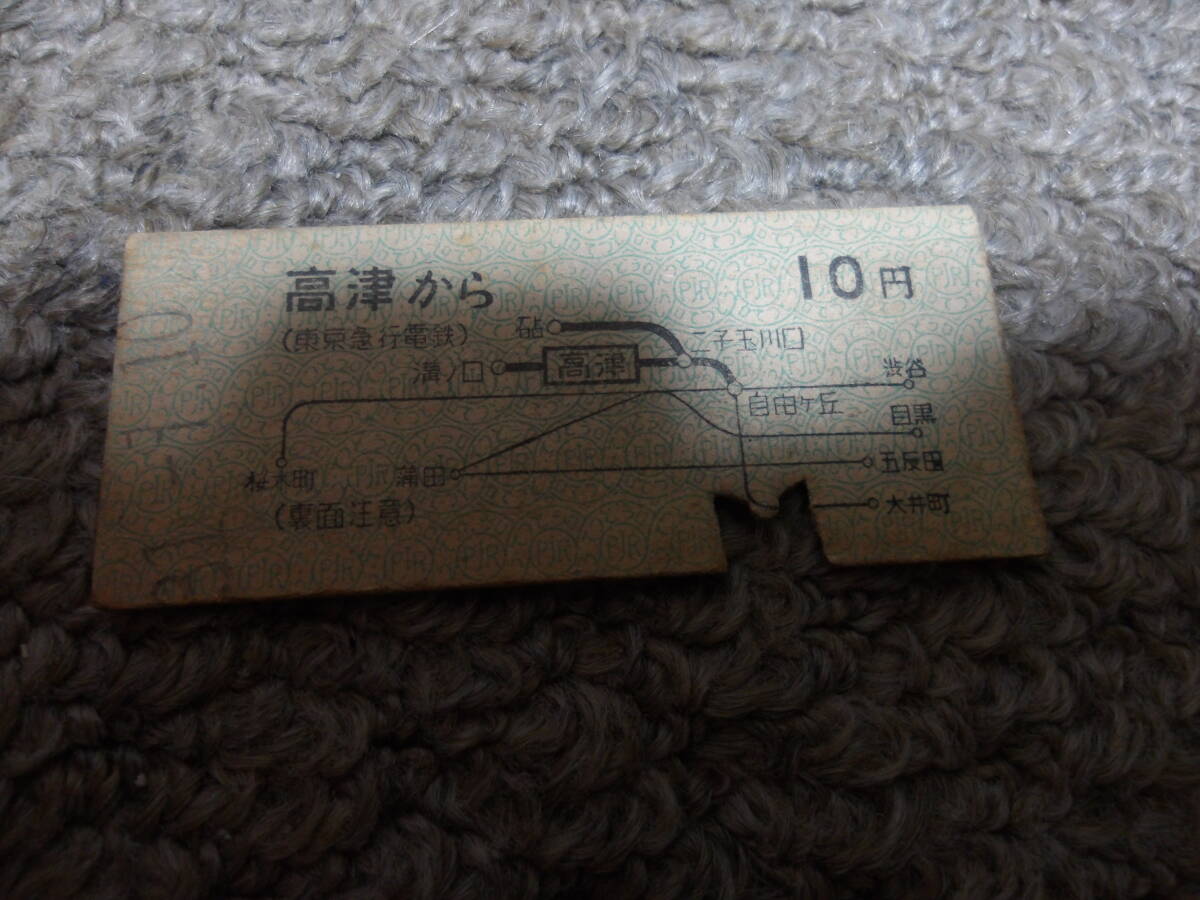 高津から 10円
(東京急行電鉄) 砧 二子玉川口
溝ノ口 高津 渋谷
自由ヶ丘
目黒
桜木町 蒲田 五反田
大井町
(裏面注意)